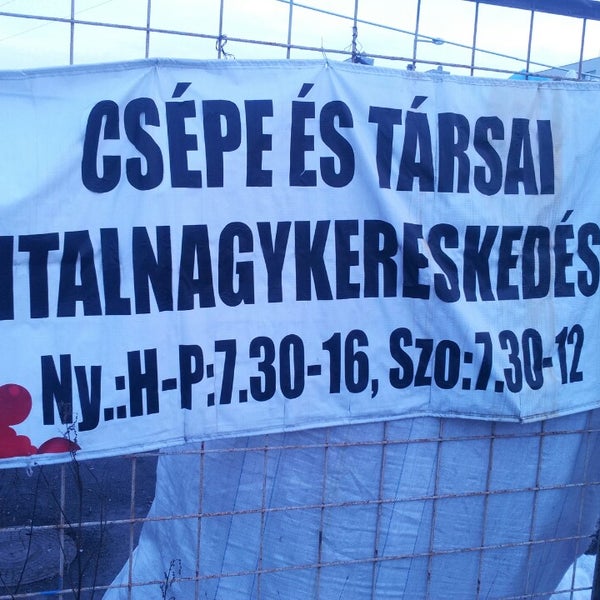 CSÉPE ÉS TÁRSAI
ITALNAGYKERESKEDÉS
Ny.:H-P:7.30-16, Szo:7.30-12